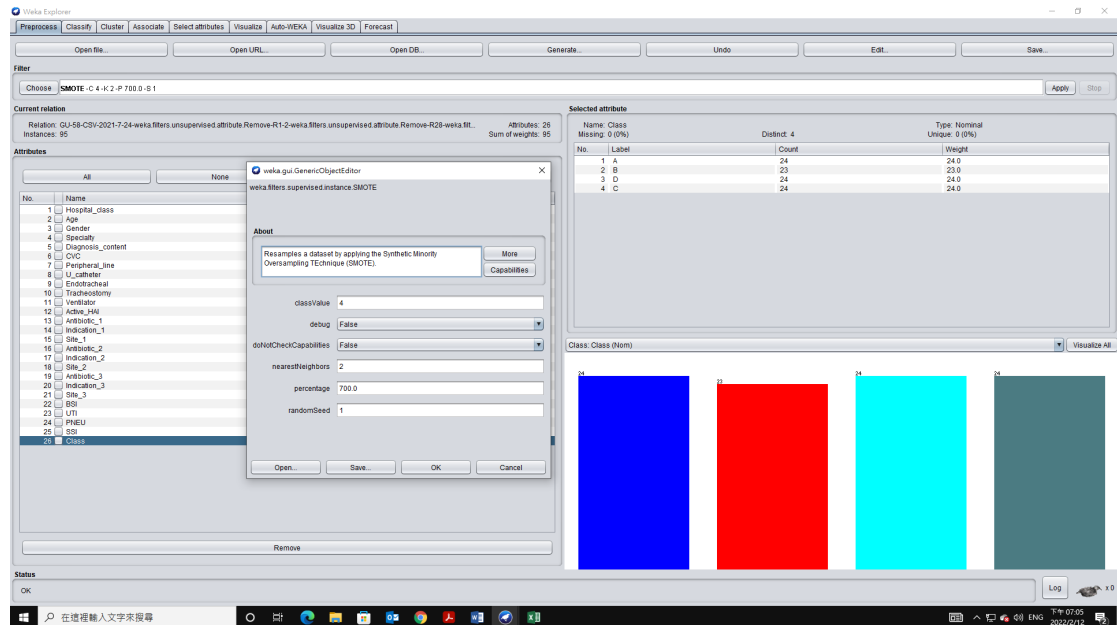 Weka Explorer
Preprocess Classify Cluster Associate Select attributes Visualize Auto-WEKA Visualize 3D Forecast
Open file... Open URL... Open DB... Generate... Undo Edit... Save...
Filter
Choose SMOTE -C 4 -K 2 -P 700.0 -S 1 Apply Stop
Current relation
Relation: GU-58-CSV-2021-7-24-weka.filters.unsupervised.attribute.Remove-R1-2-weka.filters.unsupervised.attribute.Remove-R28-weka.filt... Attributes: 26
Instances: 95 Sum of weights: 95
Attributes
All None
No. Name
1 Hospital_class
2 Age
3 Gender
4 Specialty
5 Diagnosis_content
6 CVC
7 Peripheral_line
8 U_catheter
9 Endotracheal
10 Tracheostomy
11 Ventilator
12 Active_HAI
13 Antibiotic_1
14 Indication_1
15 Site_1
16 Antibiotic_2
17 Indication_2
18 Site_2
19 Antibiotic_3
20 Indication_3
21 Site_3
22 BSI
23 UTI
24 PNEU
25 SSI
26 Class
Remove
weka.gui.GenericObjectEditor
weka.filters.supervised.instance.SMOTE
About
Resamples a dataset by applying the Synthetic Minority
Oversampling TEchnique (SMOTE).
More
Capabilities
classValue 4
debug False
doNotCheckCapabilities False
nearestNeighbors 2
percentage 700.0
randomSeed 1
Open... Save... OK Cancel
Selected attribute
Name: Class Type: Nominal
Missing: 0 (0%) Distinct: 4 Unique: 0 (0%)
No. Label Count Weight
1 A 24 24.0
2 B 23 23.0
3 D 24 24.0
4 C 24 24.0
Class: Class (Nom) Visualize All
24 23 24 24
Status
OK Log x 0
在這裡輸入文字來搜尋
ENG
下午 07:05
2022/2/12